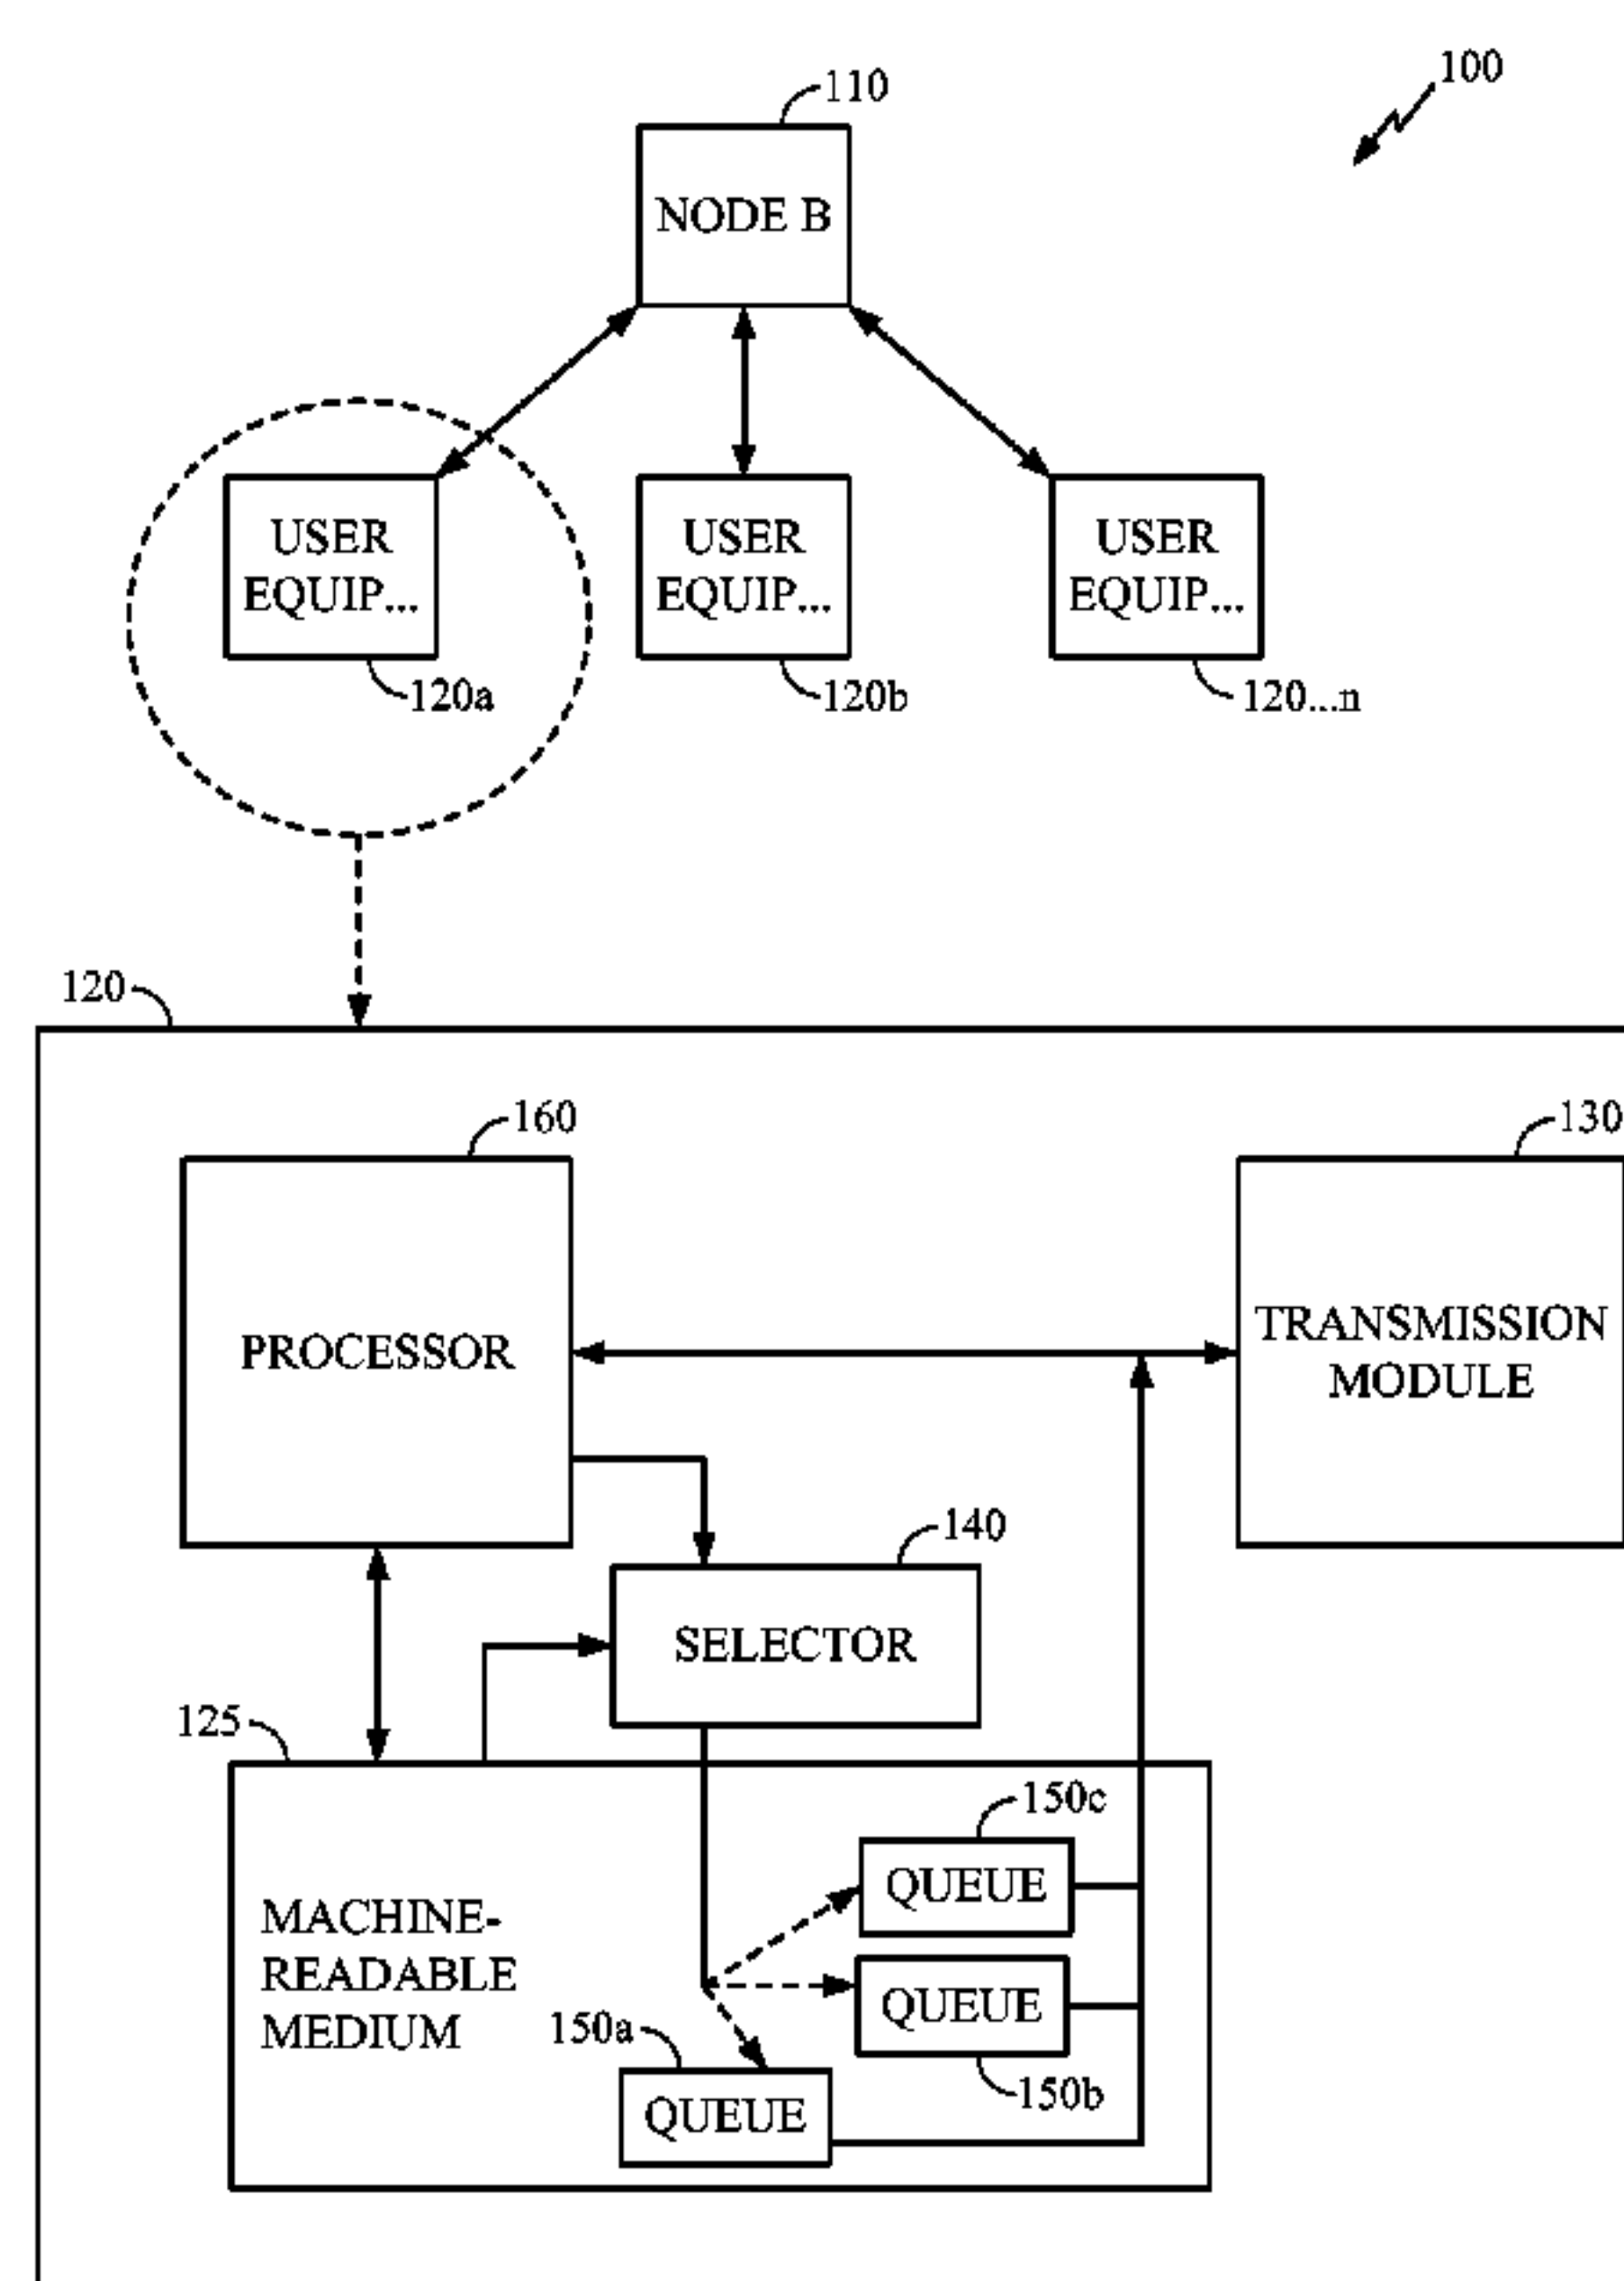 100
110
NODE B
USER
EQUIP...
USER
EQUIP...
USER
EQUIP...
120a
120b
120...n
120
160
130
PROCESSOR
TRANSMISSION
MODULE
140
SELECTOR
125
150c
QUEUE
MACHINE-
READABLE
MEDIUM
QUEUE
150a
150b
QUEUE